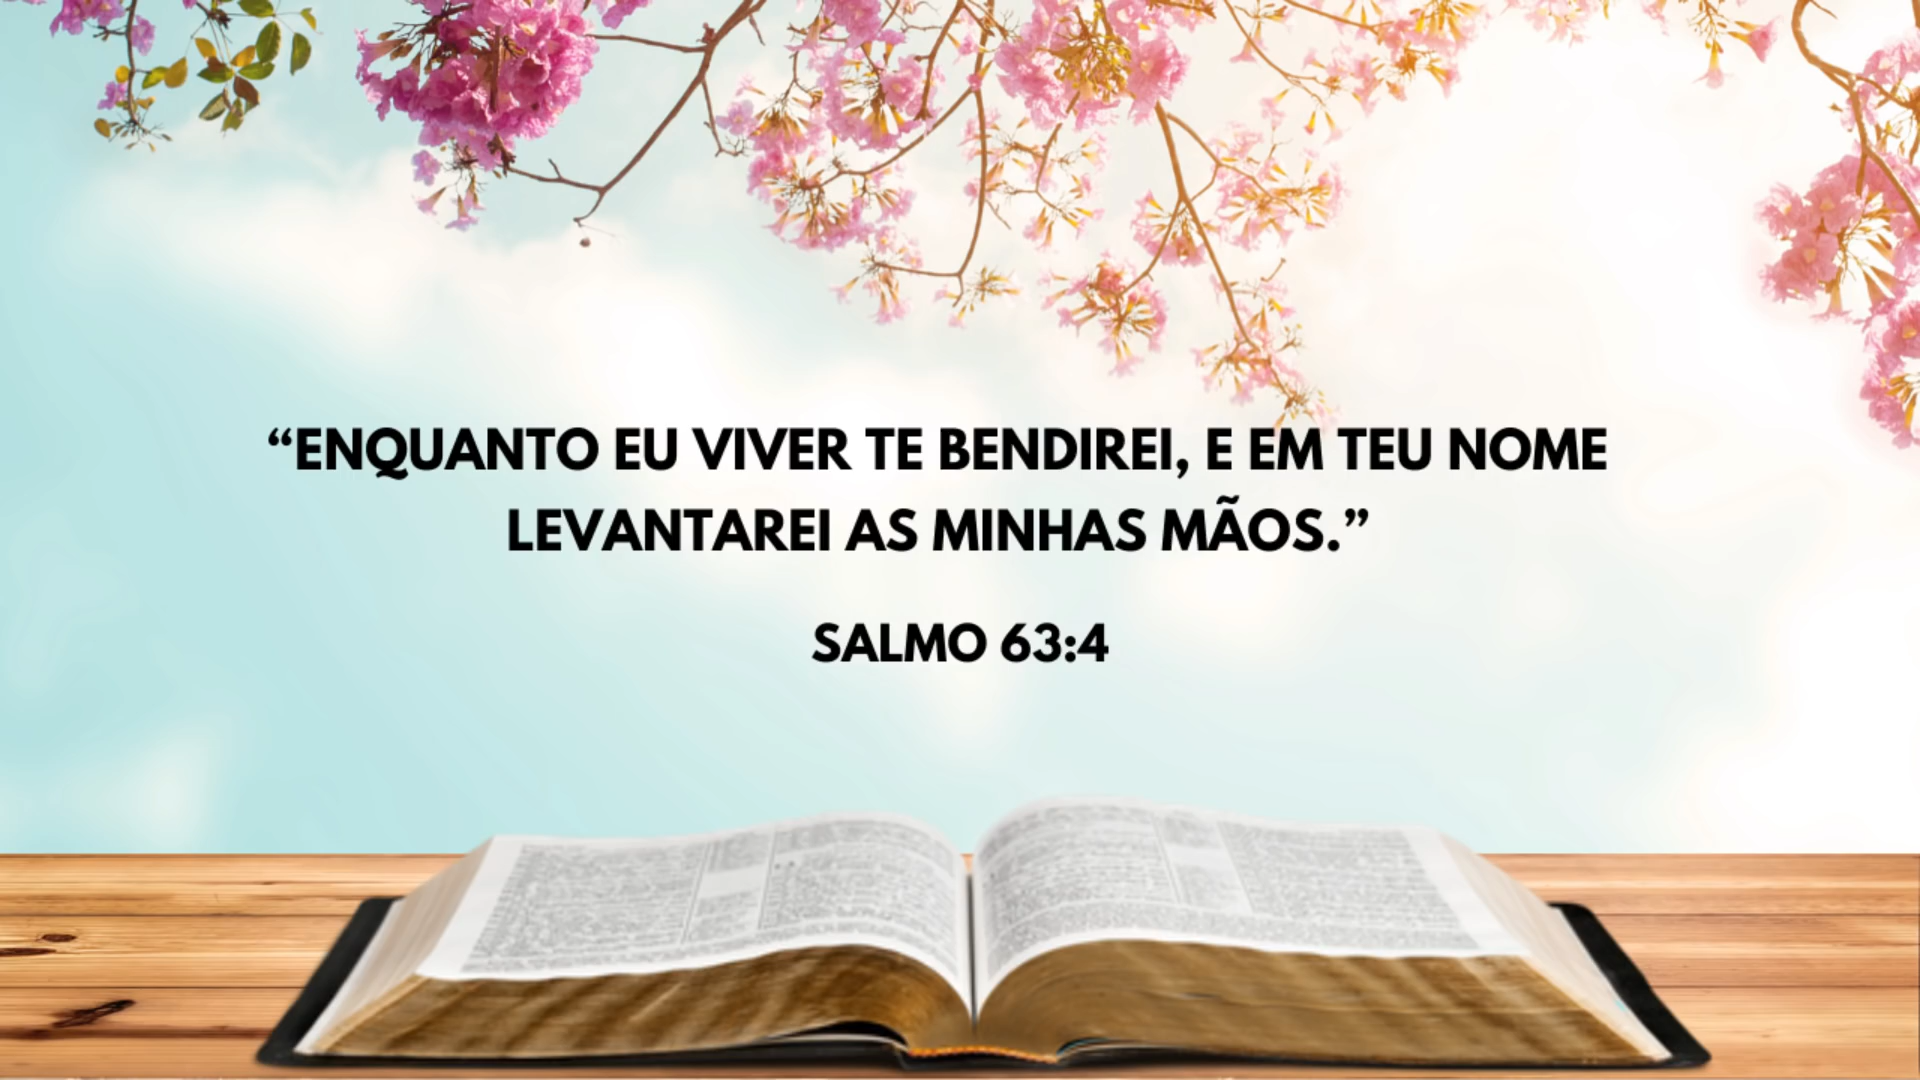 “ENQUANTO EU VIVER TE BENDIREI, E EM TEU NOME
LEVANTAREI AS MINHAS MÃOS.”
SALMO 63:4